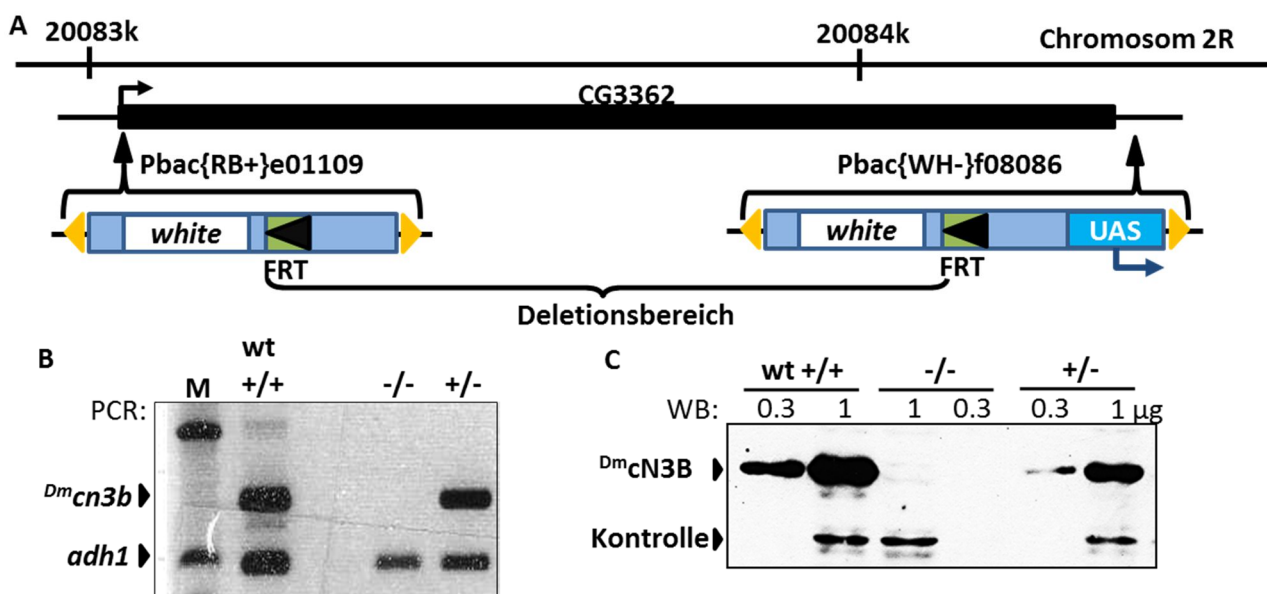 A
20083k 20084k Chromosom 2R
CG3362
Pbac{RB+}e01109 Pbac{WH-}f08086
white white UAS
FRT FRT
Deletionsbereich
B
wt
M +/+ -/- +/-
PCR:
Dmcn3b
adh1
C
wt +/+ -/- +/-
WB: 0.3 1 1 0.3 0.3 1 µg
DmcN3B
Kontrolle